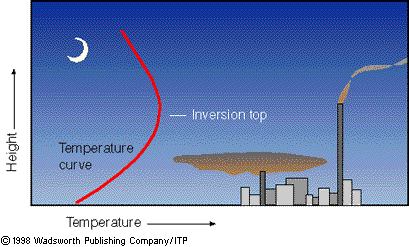 Inversion top
Temperature
curve
Height
Temperature
© 1998 Wadsworth Publishing Company/ITP